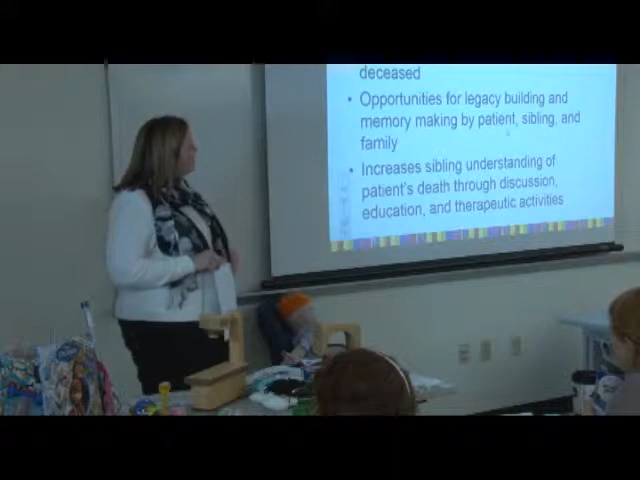 deceased
• Opportunities for legacy building and
memory making by patient, sibling, and
family
• Increases sibling understanding of
patient's death through discussion,
education, and therapeutic activities